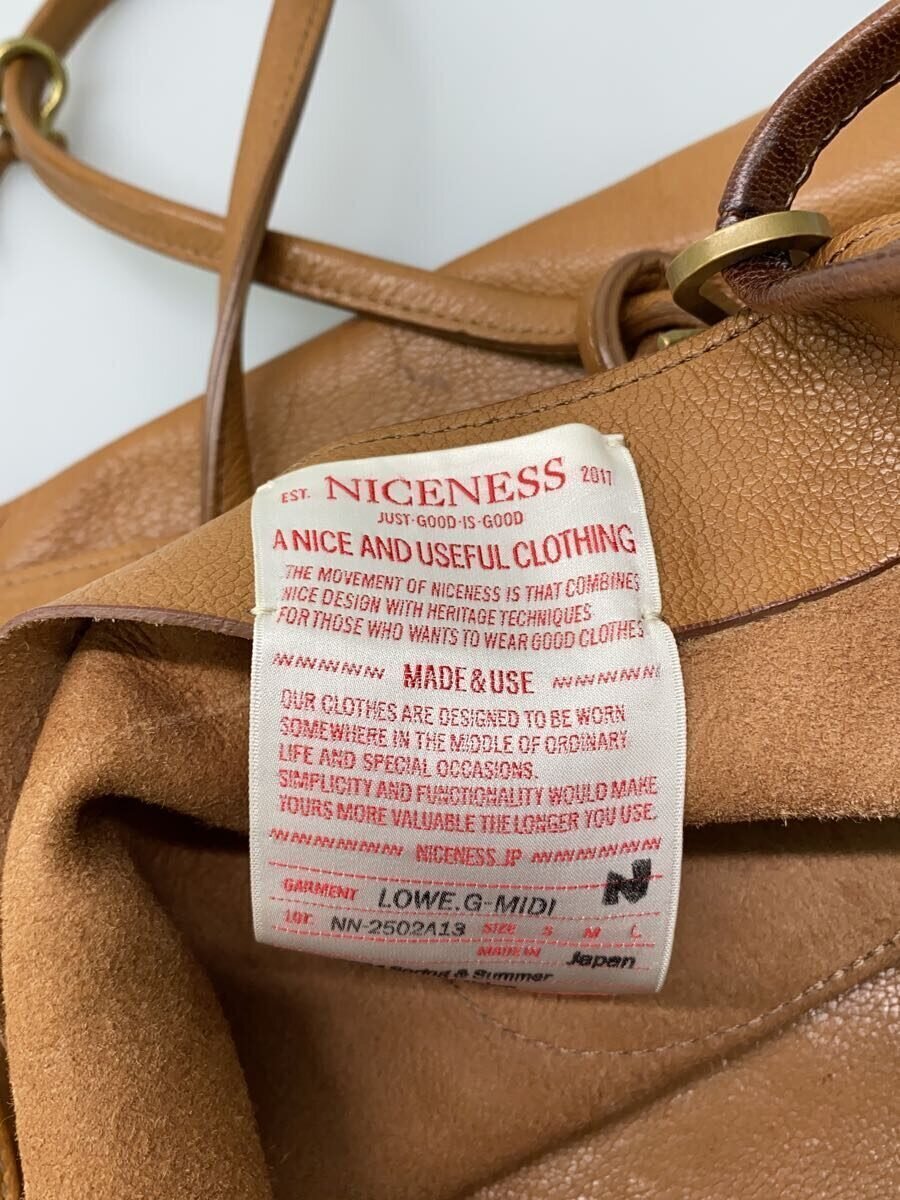 EST. NICENESS 2017
JUST·GOOD·IS·GOOD
A NICE AND USEFUL CLOTHING
THE MOVEMENT OF NICENESS IS THAT COMBINES
NICE DESIGN WITH HERITAGE TECHNIQUES
FOR THOSE WHO WANTS TO WEAR GOOD CLOTHES
MADE&USE
OUR CLOTHES ARE DESIGNED TO BE WORN
SOMEWHERE IN THE MIDDLE OF ORDINARY
LIFE AND SPECIAL OCCASIONS.
SIMPLICITY AND FUNCTIONALITY WOULD MAKE
YOURS MORE VALUABLE THE LONGER YOU USE.
NICENESS.JP
N
GARMENT LOWE.G-MIDI
LOT. NN-2502A13 SIZE S M L
MADE IN Japan
Spring & Summer